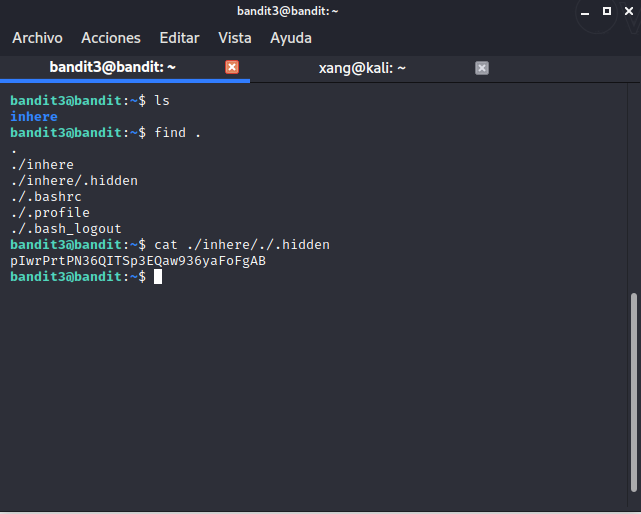 bandit3@bandit:~
Archivo Acciones Editar Vista Ayuda
bandit3@bandit: ~ xang@kali: ~
bandit3@bandit:~$ ls
inhere
bandit3@bandit:~$ find .
.
./inhere
./inhere/.hidden
./.bashrc
./.profile
./.bash_logout
bandit3@bandit:~$ cat ./inhere/./.hidden
pIwrPrtPN36QITSp3EQaw936yaFoFgAB
bandit3@bandit:~$